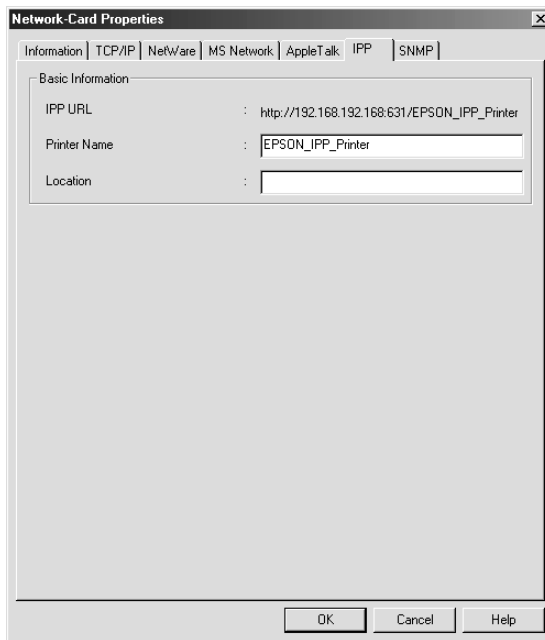 Network-Card Properties
Information TCP/IP NetWare MS Network AppleTalk IPP SNMP
Basic Information
IPP URL : http://192.168.192.168:631/EPSON_IPP_Printer
Printer Name : EPSON_IPP_Printer
Location :
OK Cancel Help